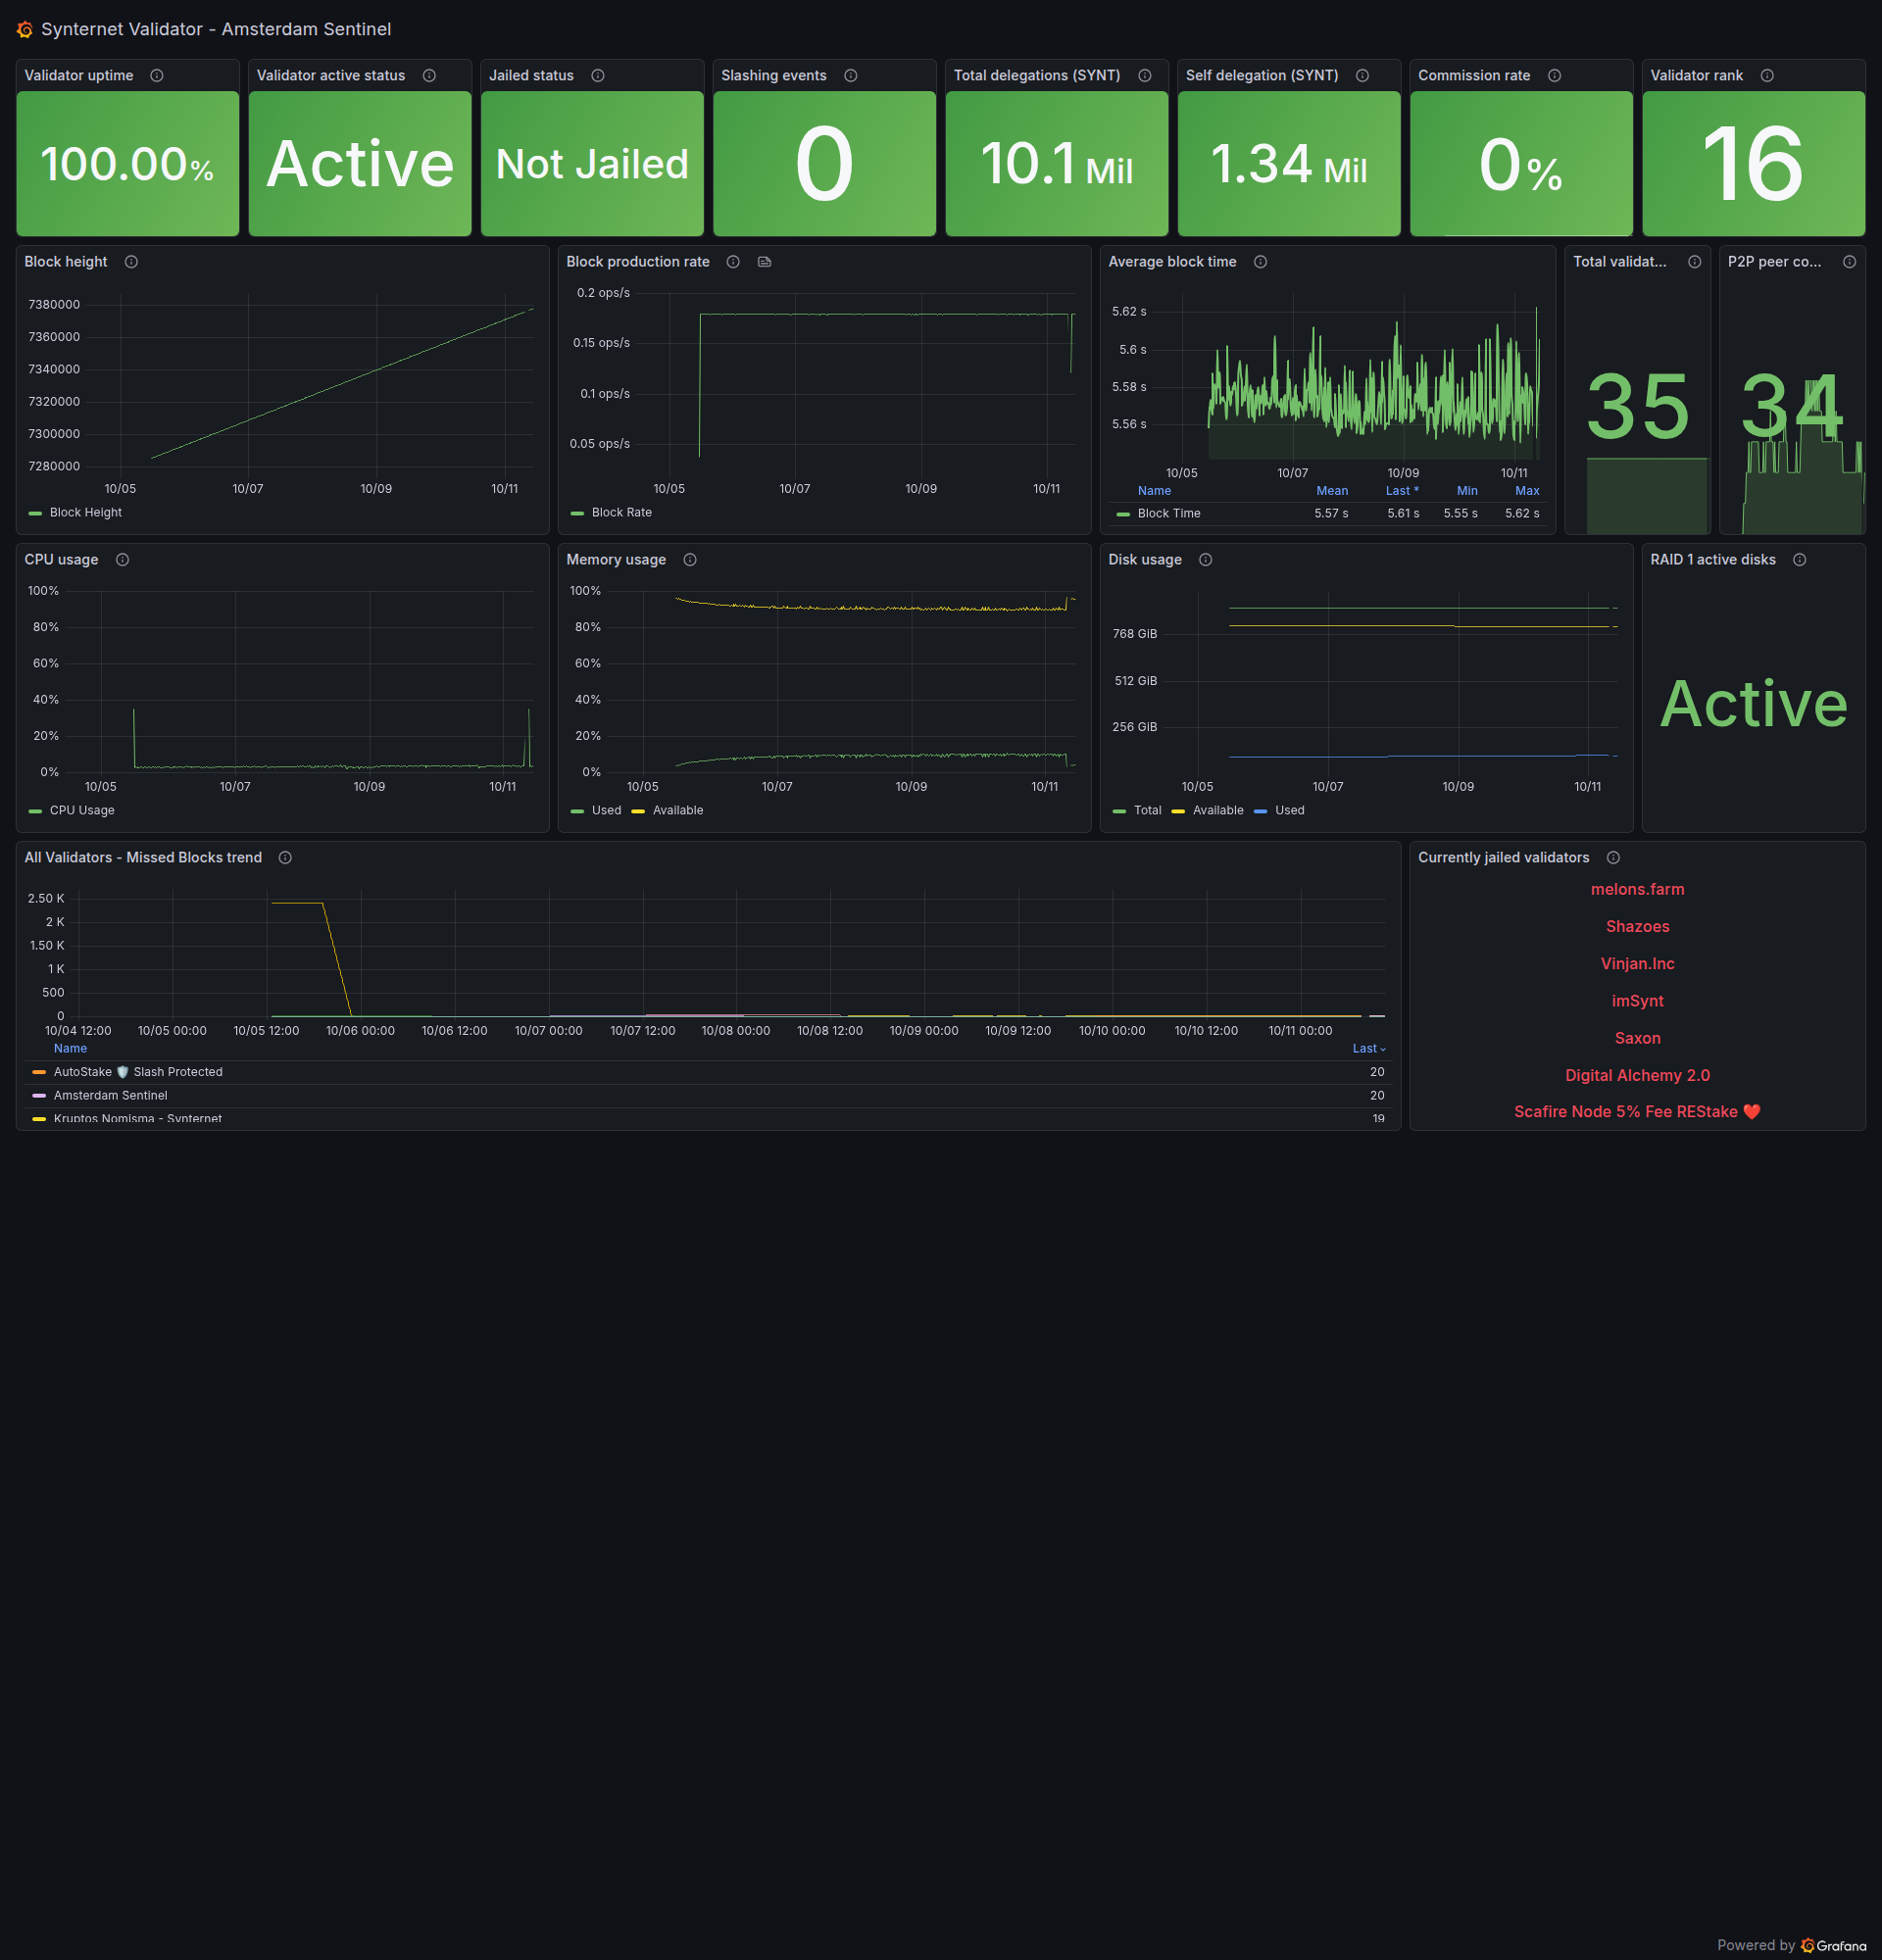 Synternet Validator - Amsterdam Sentinel
Validator uptime
100.00%
Validator active status
Active
Jailed status
Not Jailed
Slashing events
0
Total delegations (SYNT)
10.1 Mil
Self delegation (SYNT)
1.34 Mil
Commission rate
0%
Validator rank
16
Block height
7380000
7360000
7340000
7320000
7300000
7280000
10/05 10/07 10/09 10/11
Block Height
Block production rate
0.2 ops/s
0.15 ops/s
0.1 ops/s
0.05 ops/s
10/05 10/07 10/09 10/11
Block Rate
Average block time
5.62 s
5.6 s
5.58 s
5.56 s
10/05 10/07 10/09 10/11
Name Mean Last * Min Max
Block Time 5.57 s 5.61 s 5.55 s 5.62 s
Total validat...
35
P2P peer co...
34
CPU usage
100%
80%
60%
40%
20%
0%
10/05 10/07 10/09 10/11
CPU Usage
Memory usage
100%
80%
60%
40%
20%
0%
10/05 10/07 10/09 10/11
Used Available
Disk usage
768 GiB
512 GiB
256 GiB
10/05 10/07 10/09 10/11
Total Available Used
RAID 1 active disks
Active
All Validators - Missed Blocks trend
2.50 K
2 K
1.50 K
1 K
500
0
10/04 12:00 10/05 00:00 10/05 12:00 10/06 00:00 10/06 12:00 10/07 00:00 10/07 12:00 10/08 00:00 10/08 12:00 10/09 00:00 10/09 12:00 10/10 00:00 10/10 12:00 10/11 00:00
Name Last
AutoStake 🛡️ Slash Protected 20
Amsterdam Sentinel 20
Kruptos Nomisma - Synternet 19
Currently jailed validators
melons.farm
Shazoes
Vinjan.Inc
imSynt
Saxon
Digital Alchemy 2.0
Scafire Node 5% Fee REStake ❤️
Powered by Grafana